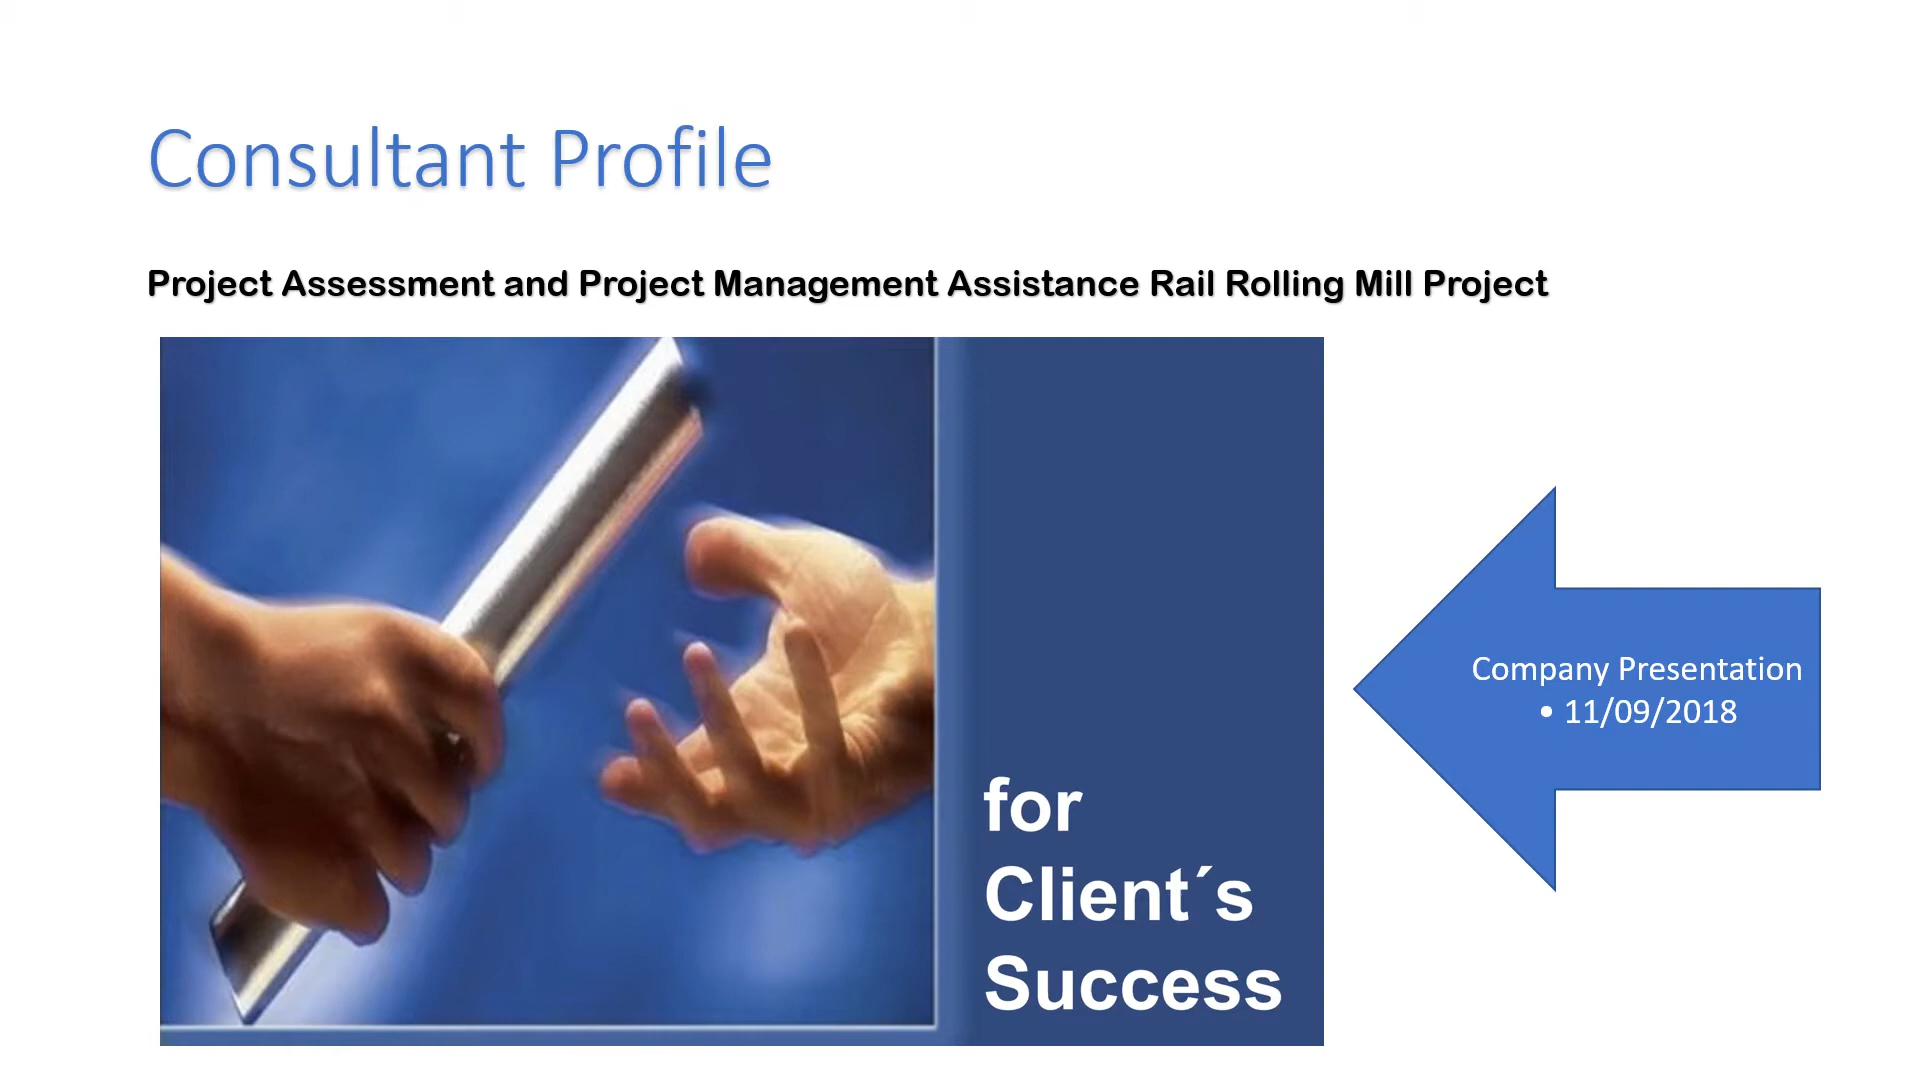 Consultant Profile
Project Assessment and Project Management Assistance Rail Rolling Mill Project
for
Client´s
Success
Company Presentation
• 11/09/2018